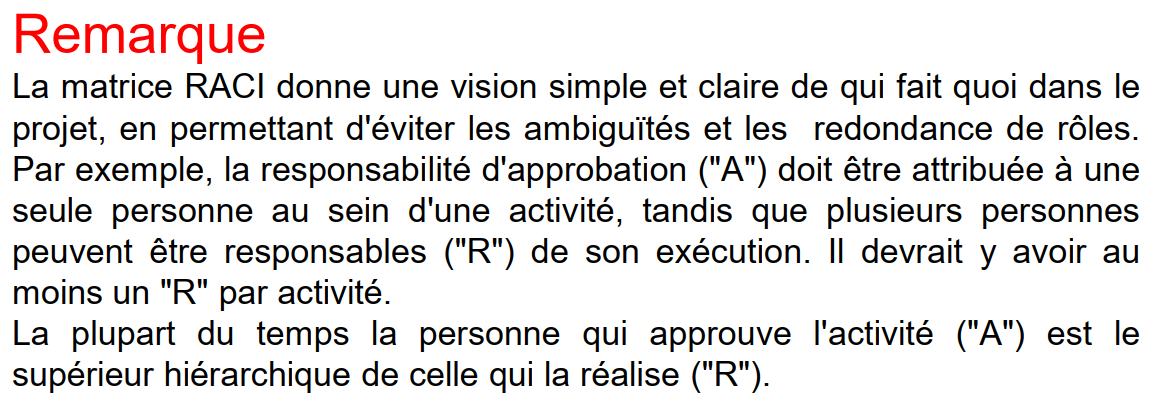 Remarque
La matrice RACI donne une vision simple et claire de qui fait quoi dans le
projet, en permettant d'éviter les ambiguïtés et les  redondance de rôles.
Par exemple, la responsabilité d'approbation ("A") doit être attribuée à une
seule personne au sein d'une activité, tandis que plusieurs personnes
peuvent être responsables ("R") de son exécution. Il devrait y avoir au
moins un "R" par activité.
La plupart du temps la personne qui approuve l'activité ("A") est le
supérieur hiérarchique de celle qui la réalise ("R").